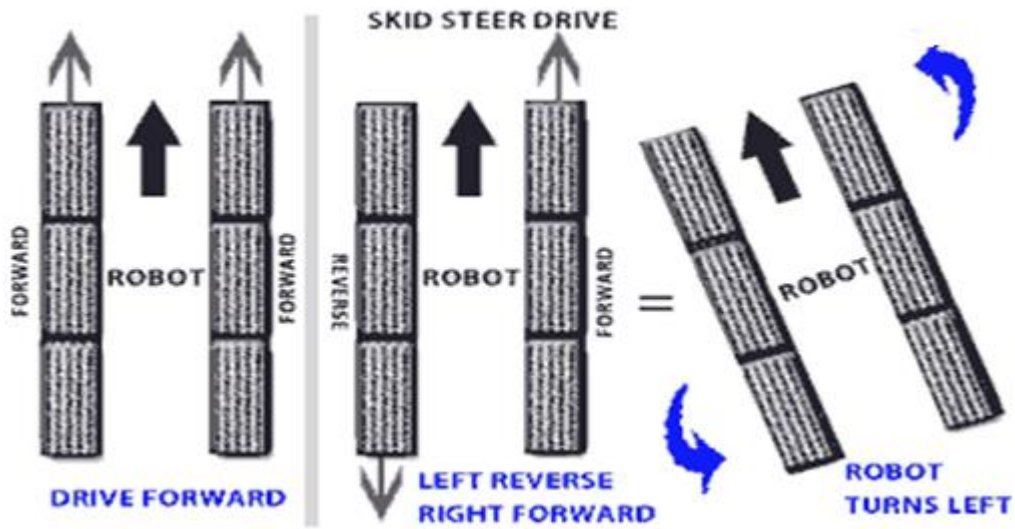 SKID STEER DRIVE
FORWARD
ROBOT
FORWARD
DRIVE FORWARD
REVERSE
ROBOT
FORWARD
LEFT REVERSE
RIGHT FORWARD
=
ROBOT
ROBOT
TURNS LEFT